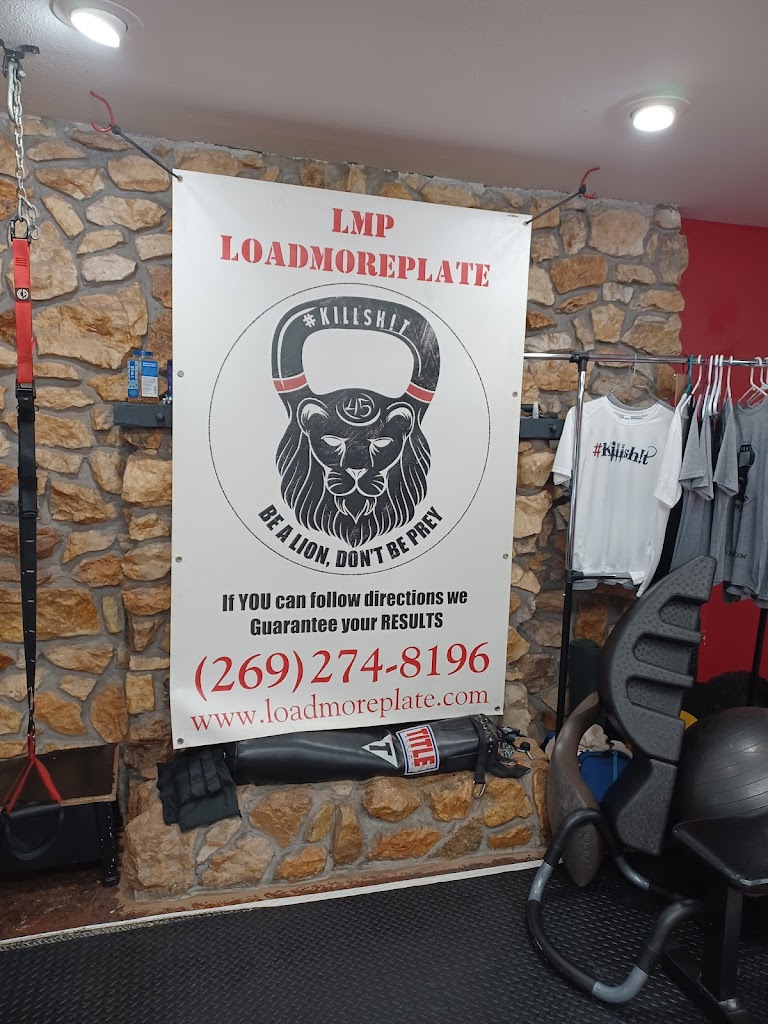 LMP
LOADMOREPLATE
#KILLSH!T
45
BE A LION, DON'T BE PREY
If YOU can follow directions we
Guarantee your RESULTS
(269)274-8196
www.loadmoreplate.com
#Killsh!t
T
TITLE